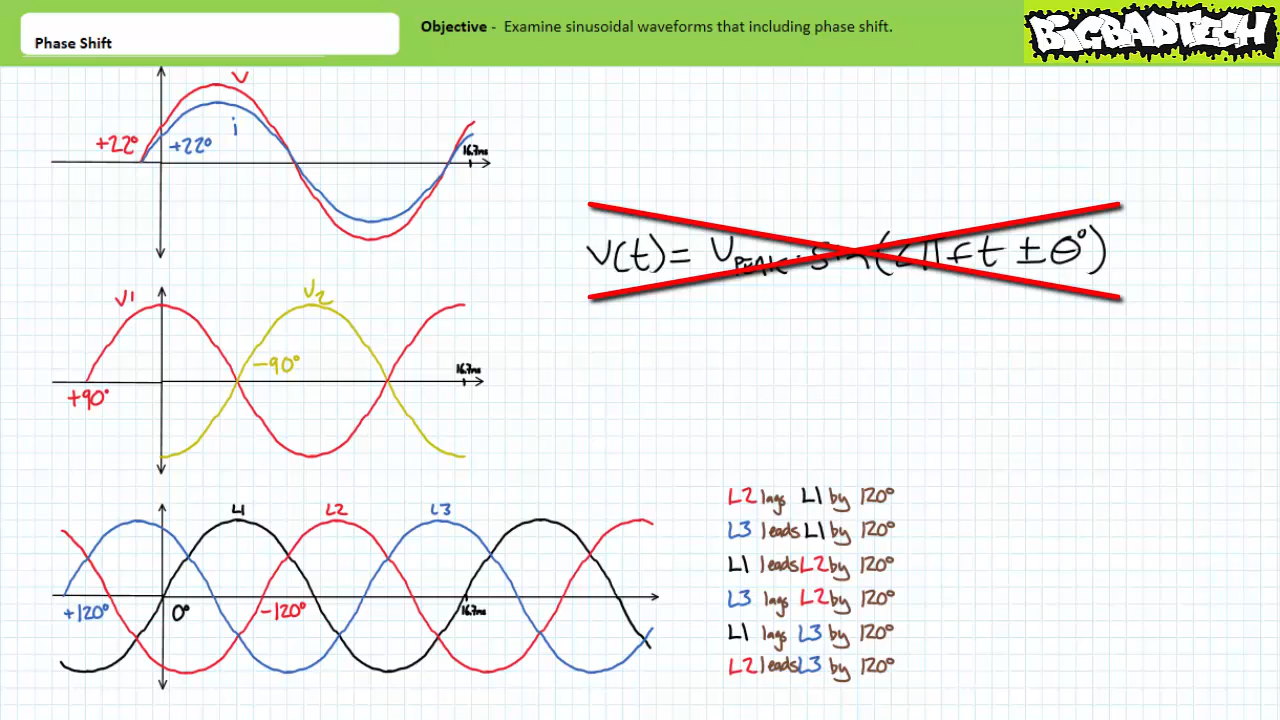 Phase Shift
Objective - Examine sinusoidal waveforms that including phase shift.
BIGBADTECH
V
i
+22° +22°
16.7ms
V(t) = VPEAK · sin(2πft ± θ°)
V1 V2
-90°
16.7ms
+90°
L1 L2 L3
+120° 0° -120° 16.7ms
L2 lags L1 by 120°
L3 leads L1 by 120°
L1 leads L2 by 120°
L3 lags L2 by 120°
L1 lags L3 by 120°
L2 leads L3 by 120°